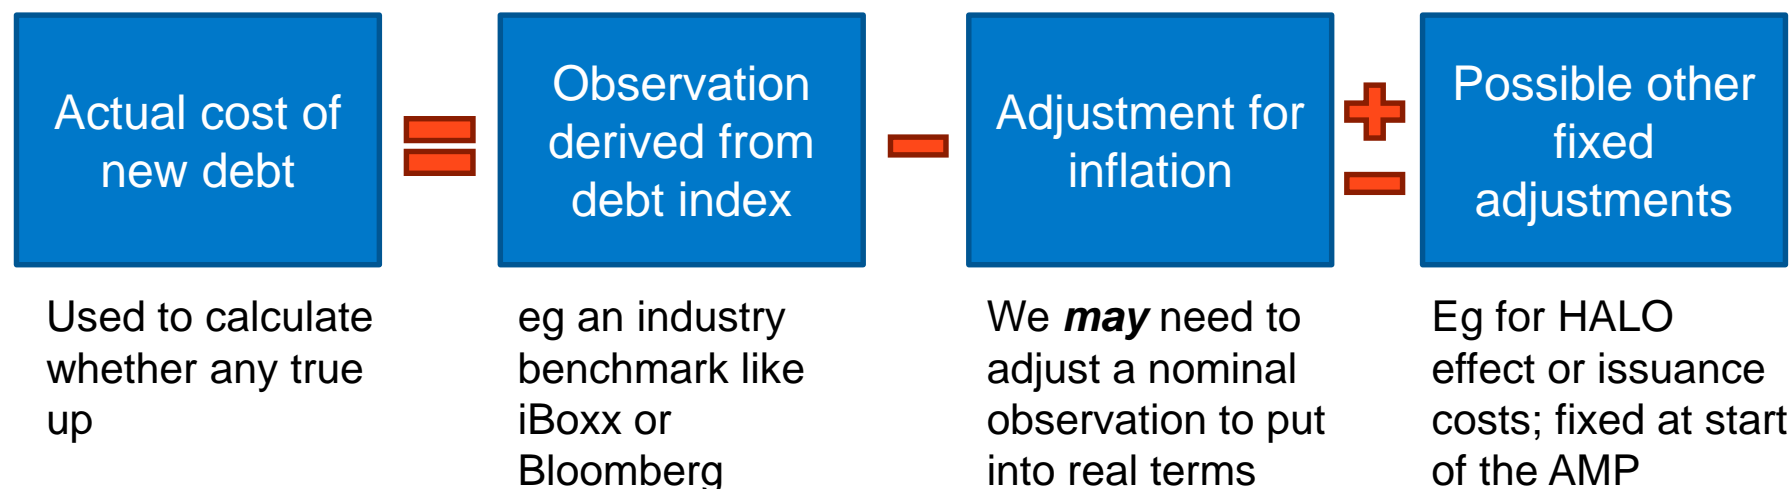 Actual cost of
new debt
Observation
derived from
debt index
Adjustment for
inflation
Possible other
fixed
adjustments
Used to calculate
whether any true
up
eg an industry
benchmark like
iBoxx or
Bloomberg
We may need to
adjust a nominal
observation to put
into real terms
Eg for HALO
effect or issuance
costs; fixed at start
of the AMP